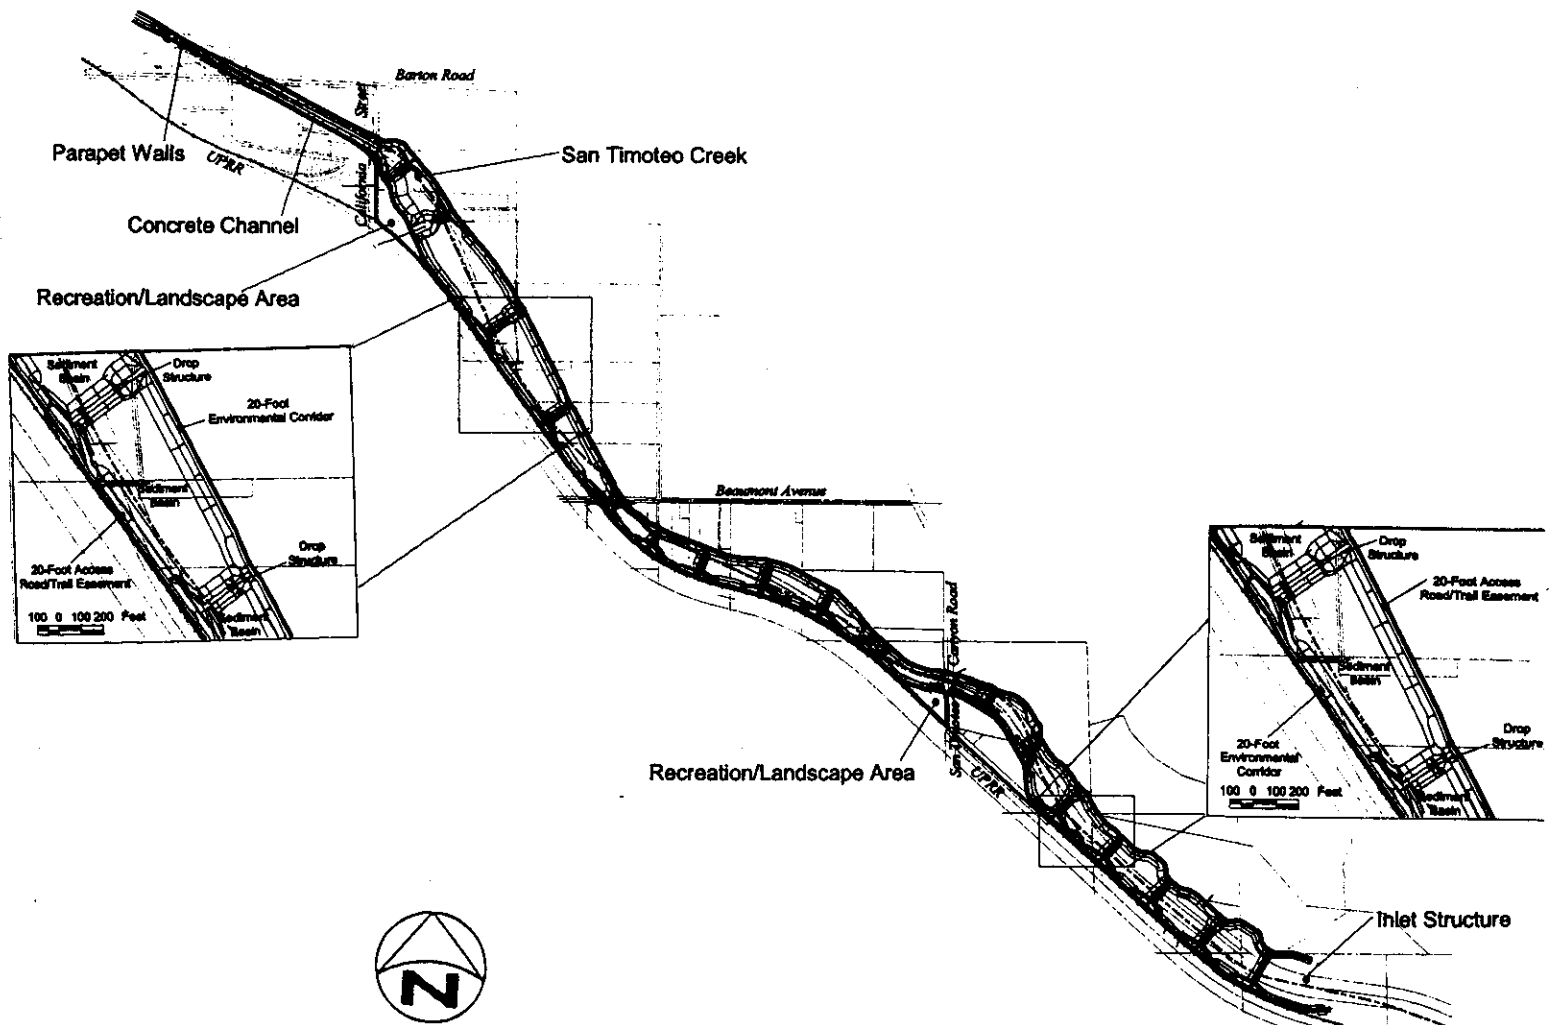 Barton Road
Street
California
UPRR
Parapet Walls
Concrete Channel
San Timoteo Creek
Recreation/Landscape Area
Sediment
Basin
Drop
Structure
20-Foot
Environmental Corridor
Sediment
Basin
Drop
Structure
20-Foot Access
Road/Trail Easement
100 0 100 200 Feet
Sediment
Basin
Beaumont Avenue
San Timoteo Canyon Road
Recreation/Landscape Area
UPRR
Sediment
Basin
Drop
Structure
20-Foot Access
Road/Trail Easement
Sediment
Basin
Drop
Structure
20-Foot
Environmental
Corridor
100 0 100 200 Feet
Sediment
Basin
Inlet Structure
N